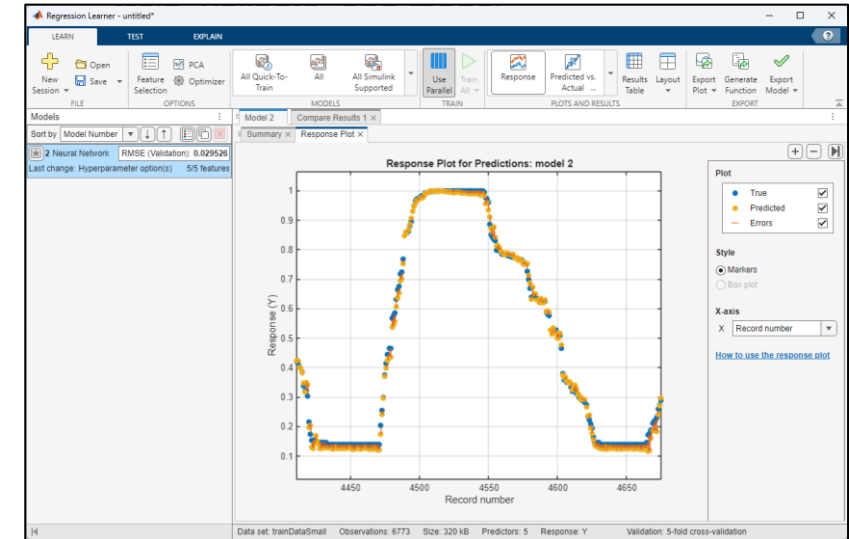 Regression Learner - untitled*
LEARN TEST EXPLAIN
New Session
Open
Save
FILE
Feature Selection
PCA
Optimizer
OPTIONS
All Quick-To-Train
All
All Simulink Supported
MODELS
Use Parallel
Train All
TRAIN
Response
Predicted vs. Actual ...
Results Table
Layout
PLOTS AND RESULTS
Export Plot
Generate Function
Export Model
EXPORT
Models
Sort by Model Number
2 Neural Network RMSE (Validation): 0.029526
Last change: Hyperparameter option(s) 5/5 features
Model 2 Compare Results 1
Summary Response Plot
Response Plot for Predictions: model 2
1
0.9
0.8
0.7
0.6
0.5
0.4
0.3
0.2
0.1
Response (Y)
4450 4500 4550 4600 4650
Record number
Plot
True
Predicted
Errors
Style
Markers
Box plot
X-axis
X Record number
How to use the response plot
Data set: trainDataSmall Observations: 6773 Size: 320 kB Predictors: 5 Response: Y Validation: 5-fold cross-validation